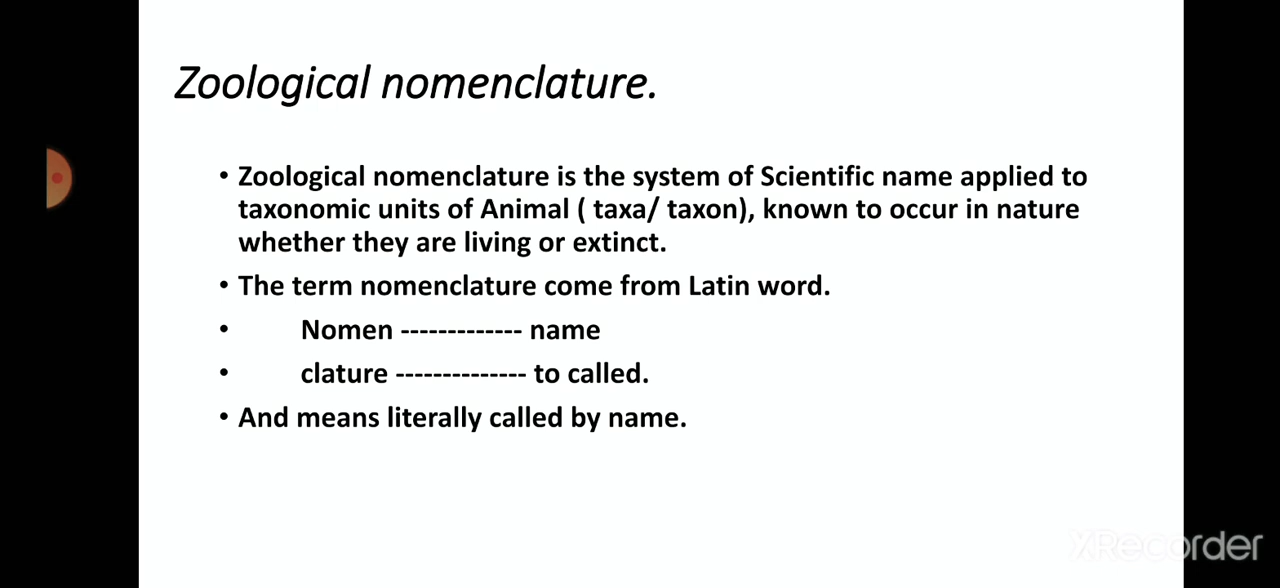 Zoological nomenclature.
• Zoological nomenclature is the system of Scientific name applied to
taxonomic units of Animal ( taxa/ taxon), known to occur in nature
whether they are living or extinct.
• The term nomenclature come from Latin word.
• Nomen ------------- name
• clature -------------- to called.
• And means literally called by name.
XRecorder